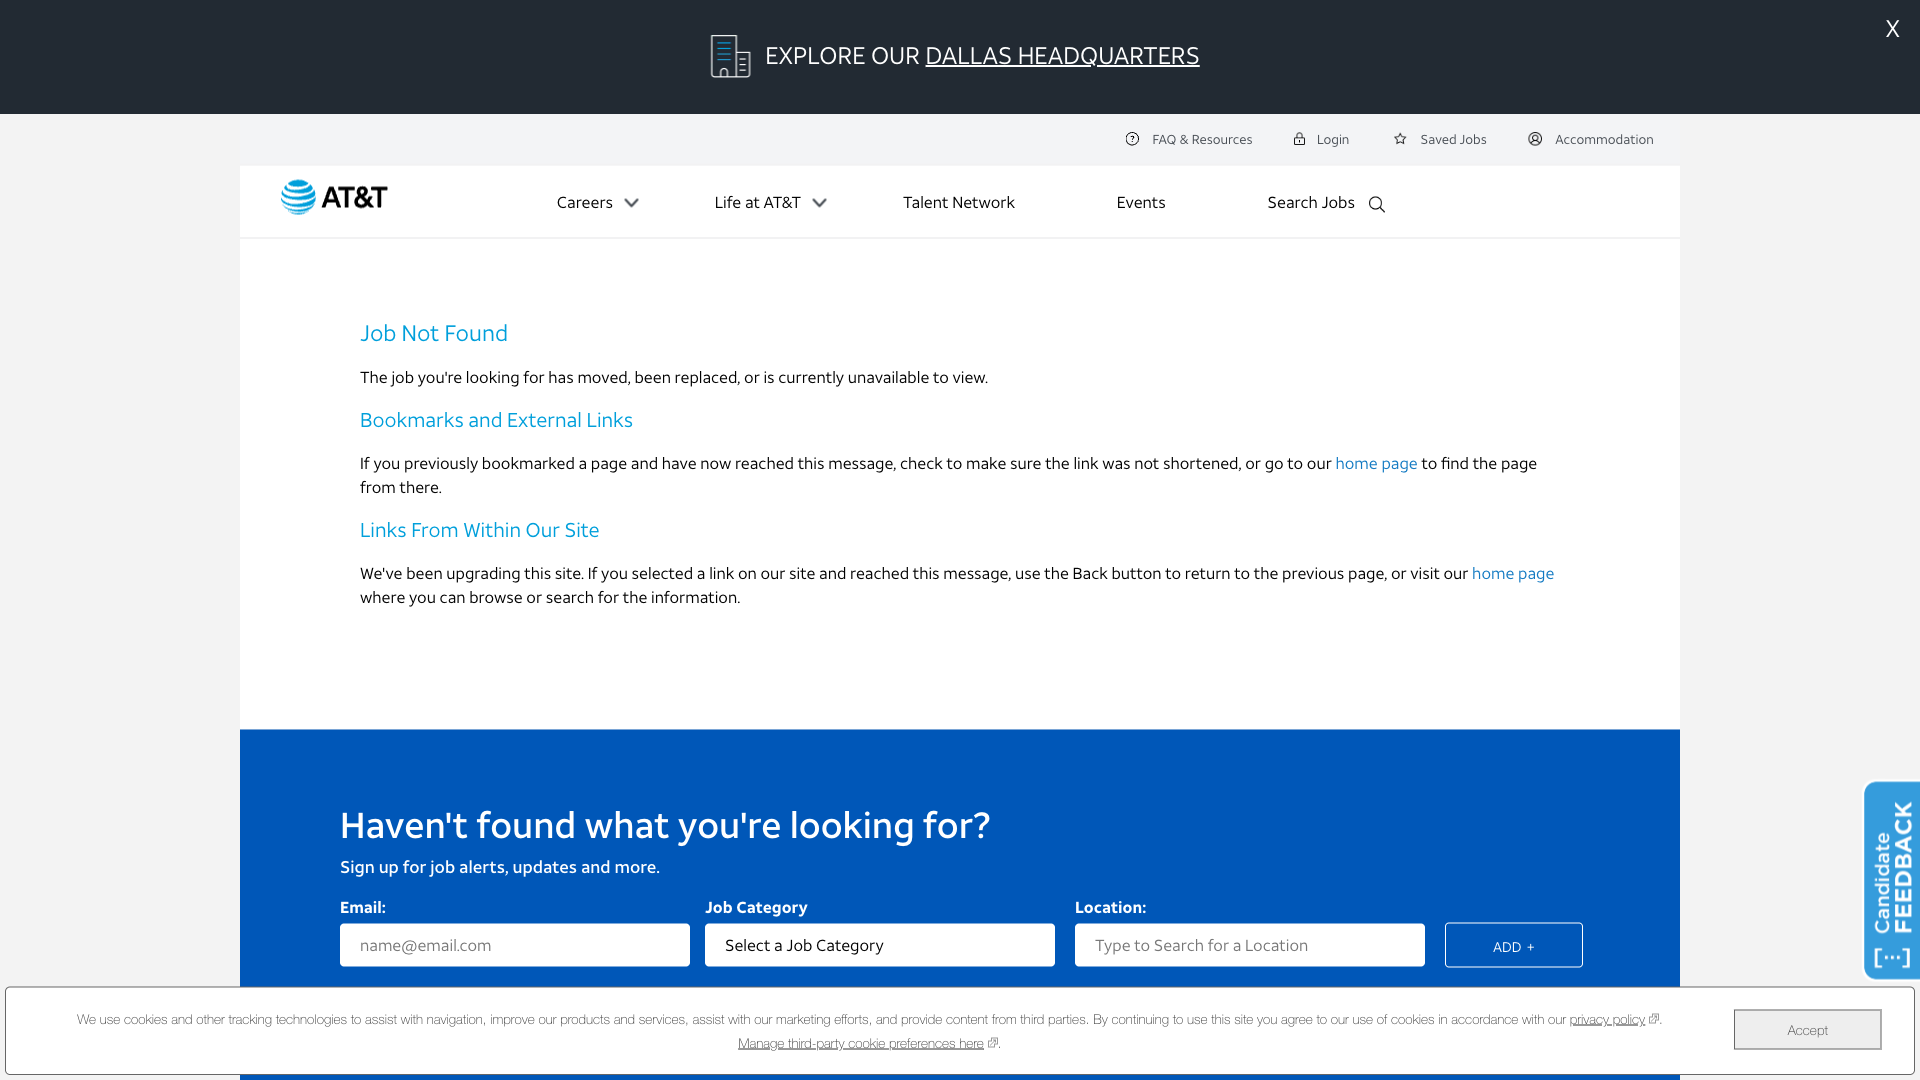 EXPLORE OUR DALLAS HEADQUARTERS
X
FAQ & Resources
Login
Saved Jobs
Accommodation
AT&T
Careers
Life at AT&T
Talent Network
Events
Search Jobs
Job Not Found
The job you're looking for has moved, been replaced, or is currently unavailable to view.
Bookmarks and External Links
If you previously bookmarked a page and have now reached this message, check to make sure the link was not shortened, or go to our home page to find the page
from there.
Links From Within Our Site
We've been upgrading this site. If you selected a link on our site and reached this message, use the Back button to return to the previous page, or visit our home page
where you can browse or search for the information.
Haven't found what you're looking for?
Sign up for job alerts, updates and more.
Email:
name@email.com
Job Category
Select a Job Category
Location:
Type to Search for a Location
ADD +
Candidate
FEEDBACK
[...]
We use cookies and other tracking technologies to assist with navigation, improve our products and services, assist with our marketing efforts, and provide content from third parties. By continuing to use this site you agree to our use of cookies in accordance with our privacy policy.
Manage third-party cookie preferences here.
Accept